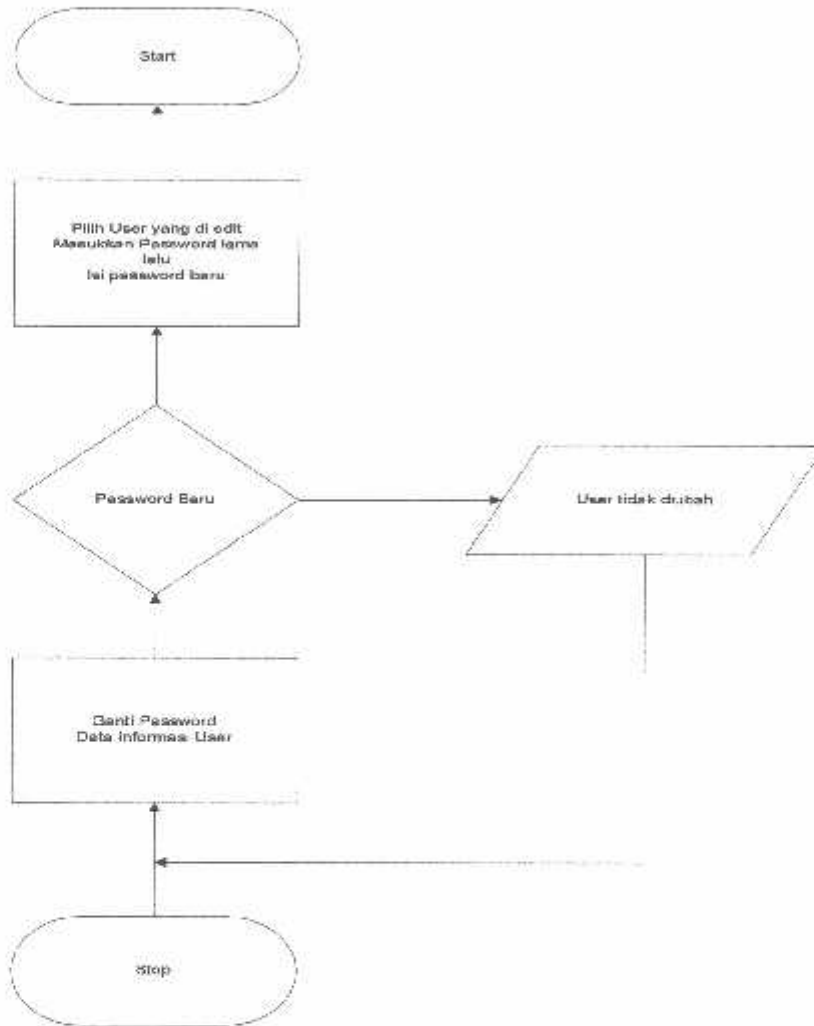 Start
Pilih User yang di edit
Masukkan Password lama
lalu
Isi password baru
Password Baru
User tidak dirubah
Ganti Password
Data Informasi User
Stop